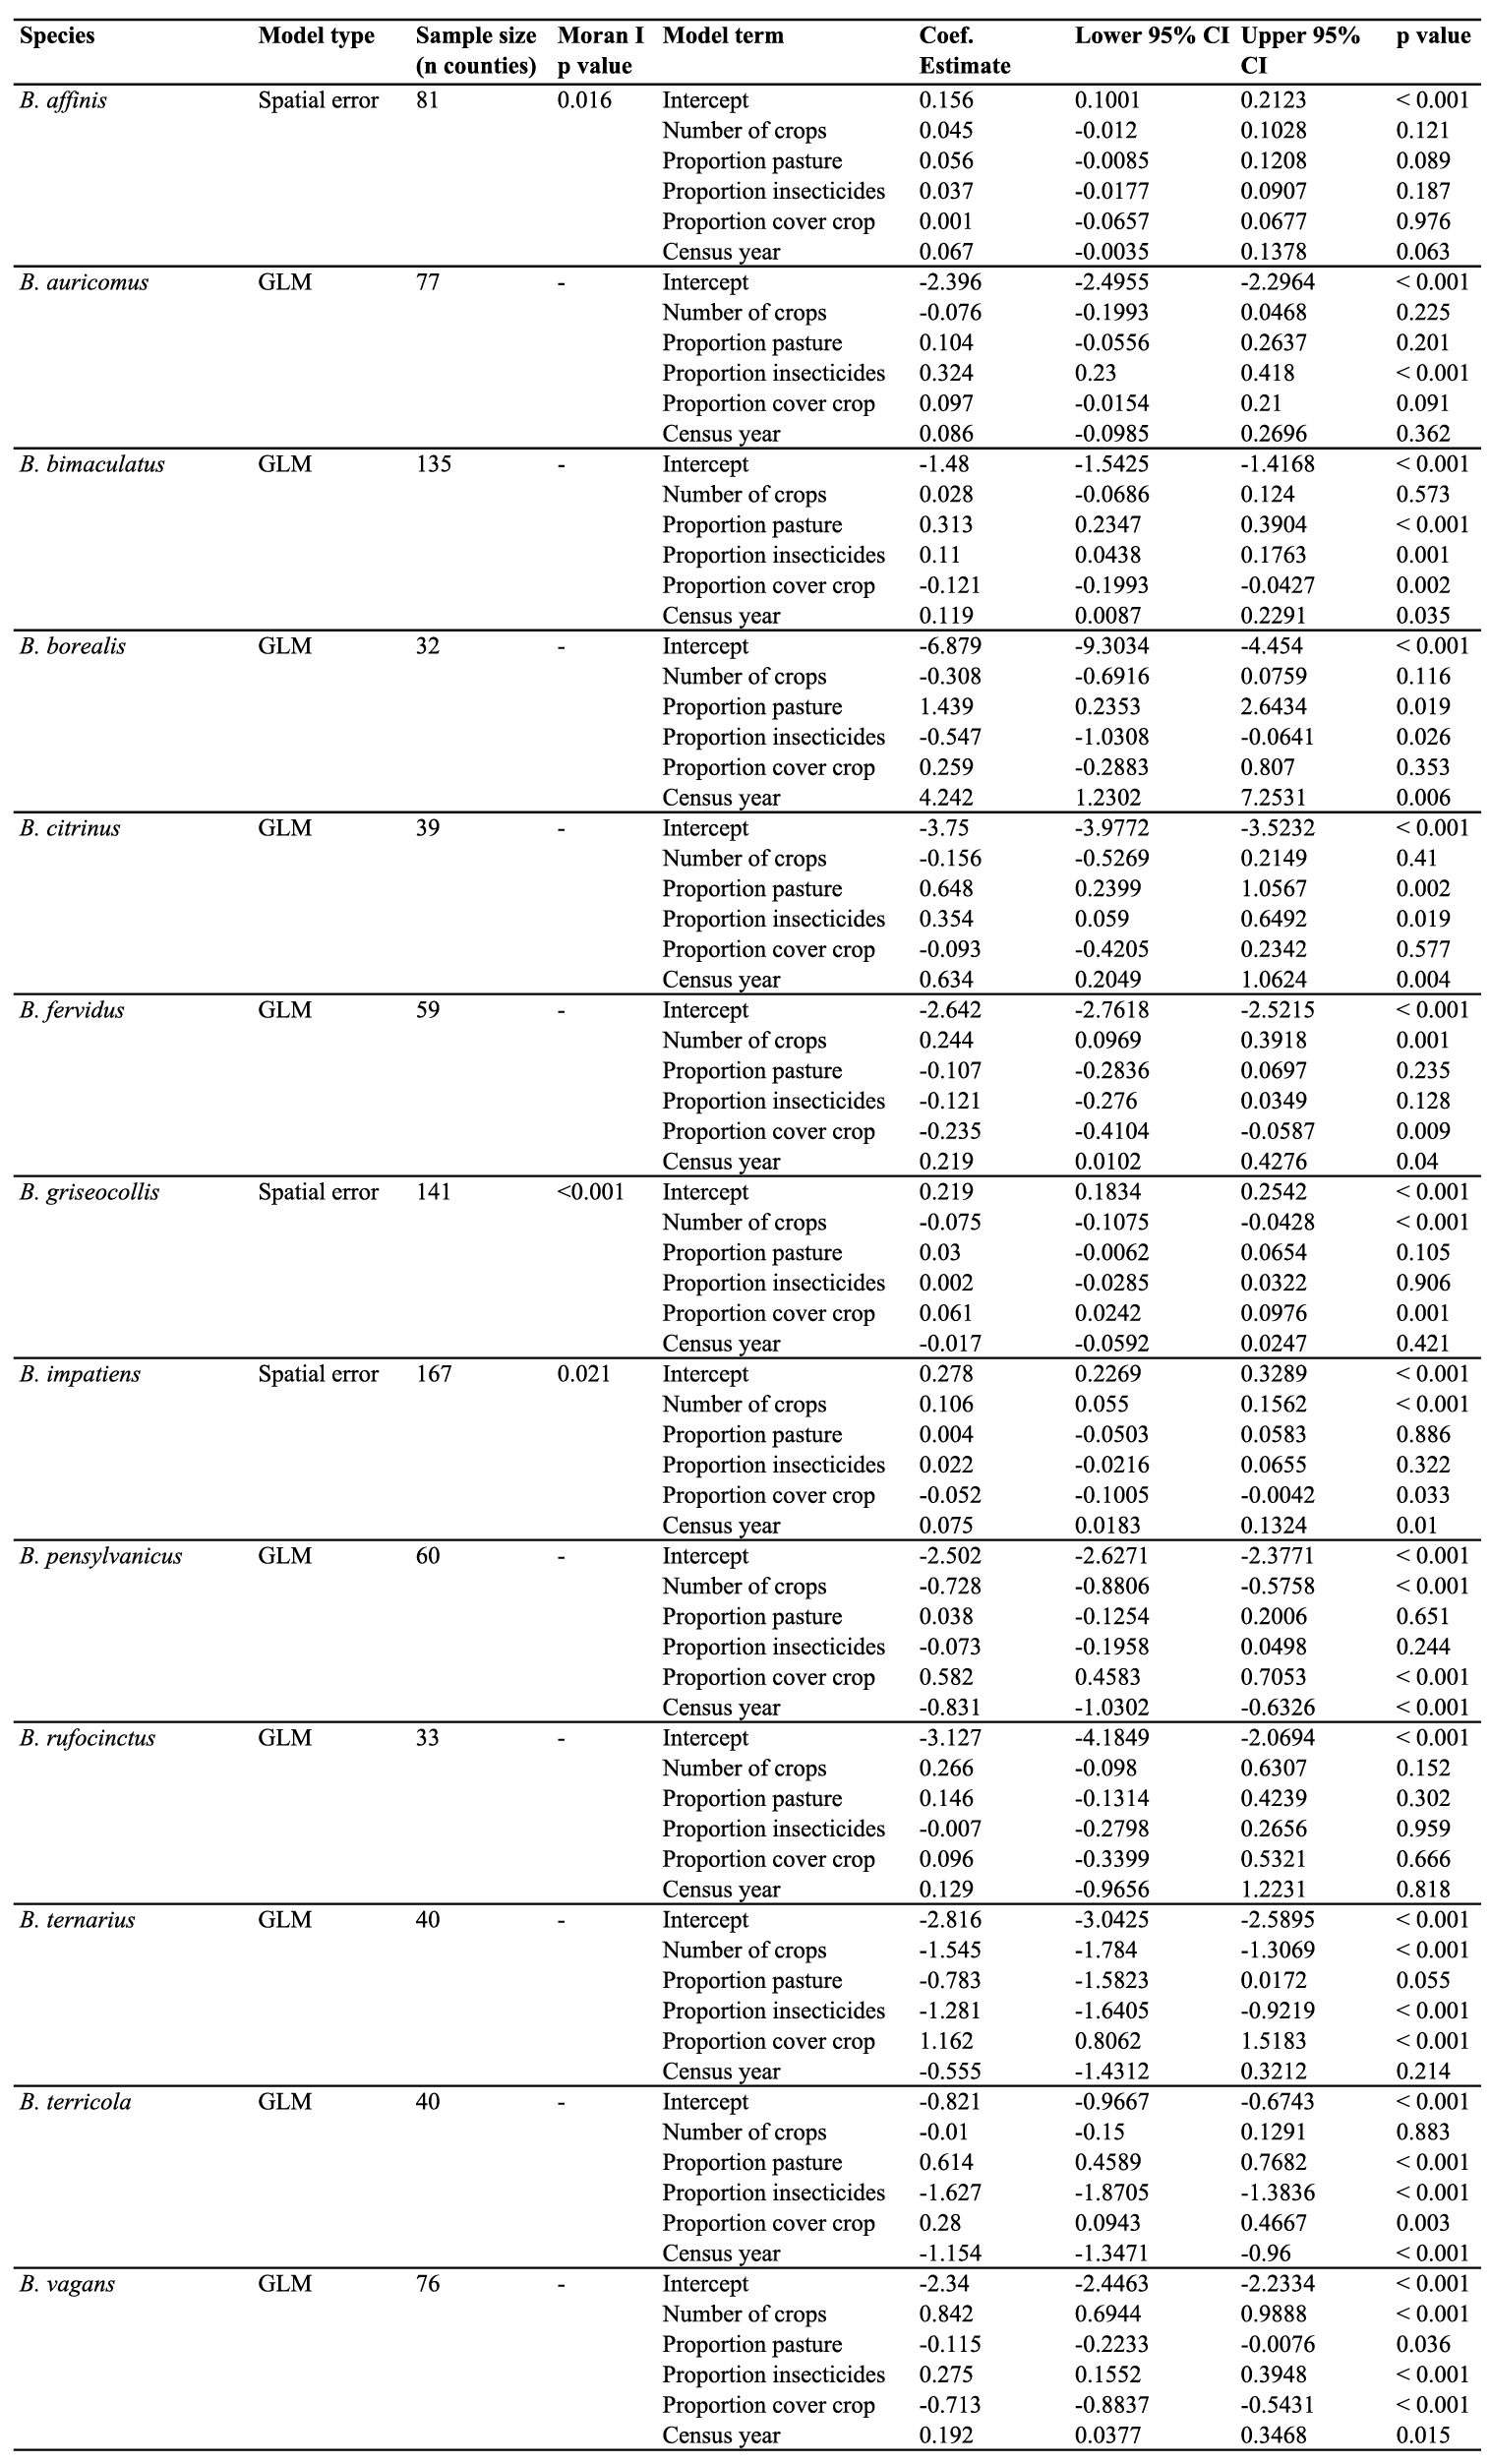 Species Model type Sample size Moran I Model term Coef. Lower 95% CI Upper 95% p value
(n counties) p value Estimate CI
B. affinis Spatial error 81 0.016 Intercept 0.156 0.1001 0.2123 < 0.001
Number of crops 0.045 -0.012 0.1028 0.121
Proportion pasture 0.056 -0.0085 0.1208 0.089
Proportion insecticides 0.037 -0.0177 0.0907 0.187
Proportion cover crop 0.001 -0.0657 0.0677 0.976
Census year 0.067 -0.0035 0.1378 0.063
B. auricomus GLM 77 - Intercept -2.396 -2.4955 -2.2964 < 0.001
Number of crops -0.076 -0.1993 0.0468 0.225
Proportion pasture 0.104 -0.0556 0.2637 0.201
Proportion insecticides 0.324 0.23 0.418 < 0.001
Proportion cover crop 0.097 -0.0154 0.21 0.091
Census year 0.086 -0.0985 0.2696 0.362
B. bimaculatus GLM 135 - Intercept -1.48 -1.5425 -1.4168 < 0.001
Number of crops 0.028 -0.0686 0.124 0.573
Proportion pasture 0.313 0.2347 0.3904 < 0.001
Proportion insecticides 0.11 0.0438 0.1763 0.001
Proportion cover crop -0.121 -0.1993 -0.0427 0.002
Census year 0.119 0.0087 0.2291 0.035
B. borealis GLM 32 - Intercept -6.879 -9.3034 -4.454 < 0.001
Number of crops -0.308 -0.6916 0.0759 0.116
Proportion pasture 1.439 0.2353 2.6434 0.019
Proportion insecticides -0.547 -1.0308 -0.0641 0.026
Proportion cover crop 0.259 -0.2883 0.807 0.353
Census year 4.242 1.2302 7.2531 0.006
B. citrinus GLM 39 - Intercept -3.75 -3.9772 -3.5232 < 0.001
Number of crops -0.156 -0.5269 0.2149 0.41
Proportion pasture 0.648 0.2399 1.0567 0.002
Proportion insecticides 0.354 0.059 0.6492 0.019
Proportion cover crop -0.093 -0.4205 0.2342 0.577
Census year 0.634 0.2049 1.0624 0.004
B. fervidus GLM 59 - Intercept -2.642 -2.7618 -2.5215 < 0.001
Number of crops 0.244 0.0969 0.3918 0.001
Proportion pasture -0.107 -0.2836 0.0697 0.235
Proportion insecticides -0.121 -0.276 0.0349 0.128
Proportion cover crop -0.235 -0.4104 -0.0587 0.009
Census year 0.219 0.0102 0.4276 0.04
B. griseocollis Spatial error 141 <0.001 Intercept 0.219 0.1834 0.2542 < 0.001
Number of crops -0.075 -0.1075 -0.0428 < 0.001
Proportion pasture 0.03 -0.0062 0.0654 0.105
Proportion insecticides 0.002 -0.0285 0.0322 0.906
Proportion cover crop 0.061 0.0242 0.0976 0.001
Census year -0.017 -0.0592 0.0247 0.421
B. impatiens Spatial error 167 0.021 Intercept 0.278 0.2269 0.3289 < 0.001
Number of crops 0.106 0.055 0.1562 < 0.001
Proportion pasture 0.004 -0.0503 0.0583 0.886
Proportion insecticides 0.022 -0.0216 0.0655 0.322
Proportion cover crop -0.052 -0.1005 -0.0042 0.033
Census year 0.075 0.0183 0.1324 0.01
B. pensylvanicus GLM 60 - Intercept -2.502 -2.6271 -2.3771 < 0.001
Number of crops -0.728 -0.8806 -0.5758 < 0.001
Proportion pasture 0.038 -0.1254 0.2006 0.651
Proportion insecticides -0.073 -0.1958 0.0498 0.244
Proportion cover crop 0.582 0.4583 0.7053 < 0.001
Census year -0.831 -1.0302 -0.6326 < 0.001
B. rufocinctus GLM 33 - Intercept -3.127 -4.1849 -2.0694 < 0.001
Number of crops 0.266 -0.098 0.6307 0.152
Proportion pasture 0.146 -0.1314 0.4239 0.302
Proportion insecticides -0.007 -0.2798 0.2656 0.959
Proportion cover crop 0.096 -0.3399 0.5321 0.666
Census year 0.129 -0.9656 1.2231 0.818
B. ternarius GLM 40 - Intercept -2.816 -3.0425 -2.5895 < 0.001
Number of crops -1.545 -1.784 -1.3069 < 0.001
Proportion pasture -0.783 -1.5823 0.0172 0.055
Proportion insecticides -1.281 -1.6405 -0.9219 < 0.001
Proportion cover crop 1.162 0.8062 1.5183 < 0.001
Census year -0.555 -1.4312 0.3212 0.214
B. terricola GLM 40 - Intercept -0.821 -0.9667 -0.6743 < 0.001
Number of crops -0.01 -0.15 0.1291 0.883
Proportion pasture 0.614 0.4589 0.7682 < 0.001
Proportion insecticides -1.627 -1.8705 -1.3836 < 0.001
Proportion cover crop 0.28 0.0943 0.4667 0.003
Census year -1.154 -1.3471 -0.96 < 0.001
B. vagans GLM 76 - Intercept -2.34 -2.4463 -2.2334 < 0.001
Number of crops 0.842 0.6944 0.9888 < 0.001
Proportion pasture -0.115 -0.2233 -0.0076 0.036
Proportion insecticides 0.275 0.1552 0.3948 < 0.001
Proportion cover crop -0.713 -0.8837 -0.5431 < 0.001
Census year 0.192 0.0377 0.3468 0.015